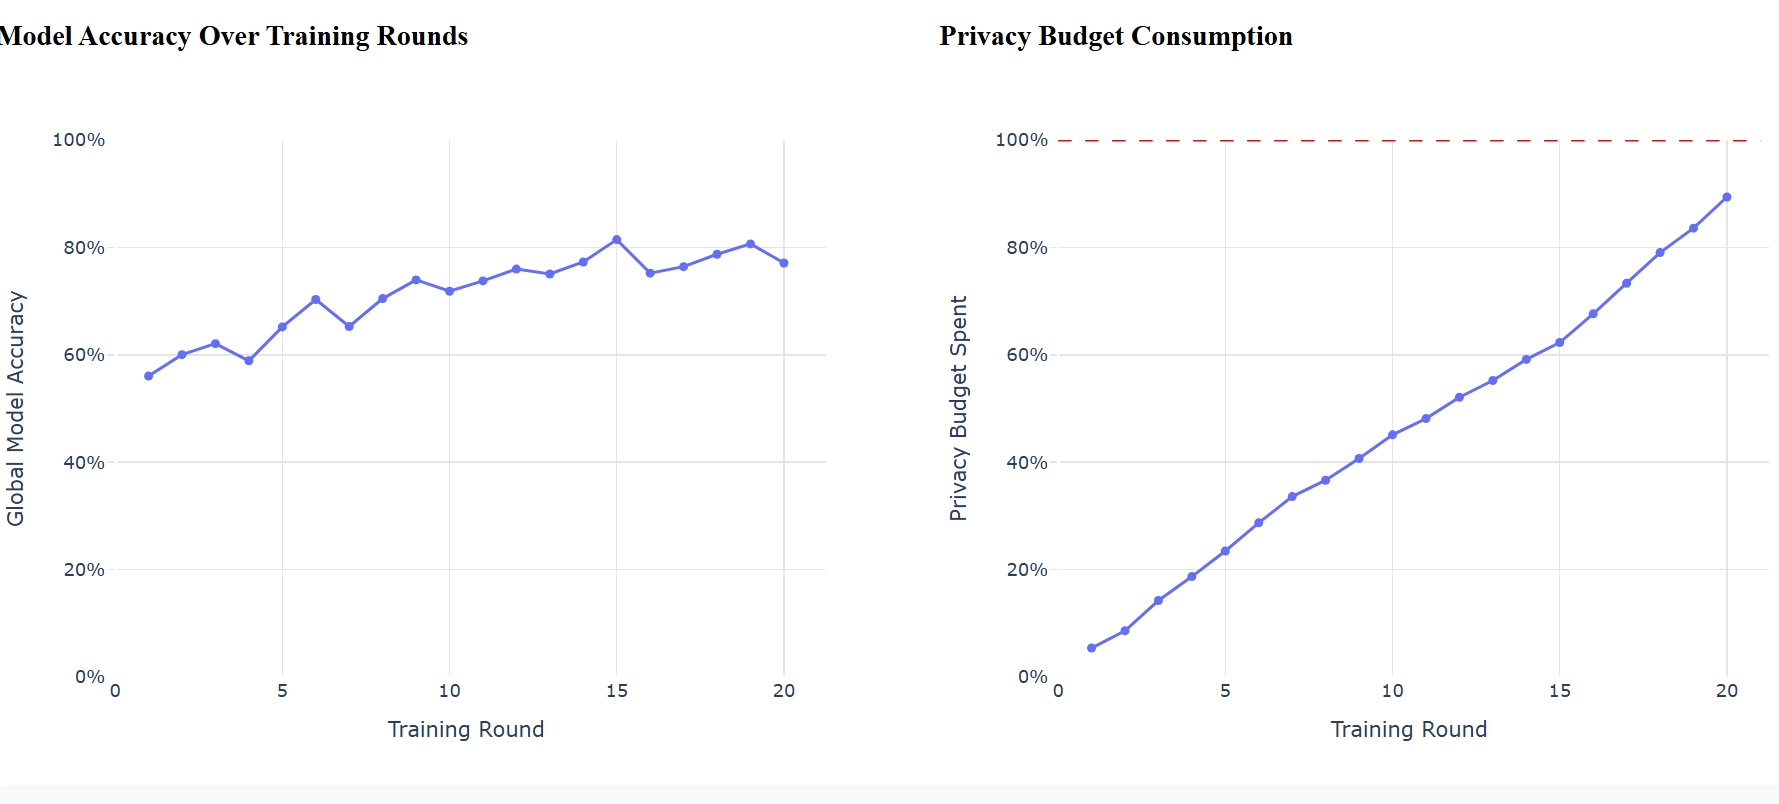 Model Accuracy Over Training Rounds
100%
80%
60%
40%
20%
0%
0 5 10 15 20
Global Model Accuracy
Training Round
Privacy Budget Consumption
100%
80%
60%
40%
20%
0%
0 5 10 15 20
Privacy Budget Spent
Training Round